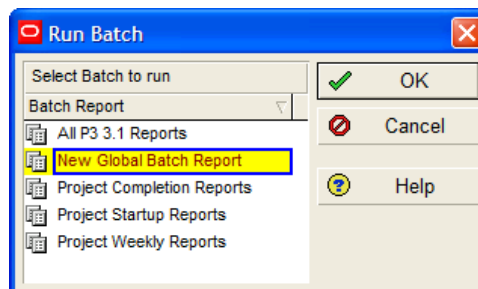 Run Batch
Select Batch to run
Batch Report
All P3 3.1 Reports
New Global Batch Report
Project Completion Reports
Project Startup Reports
Project Weekly Reports
OK
Cancel
Help